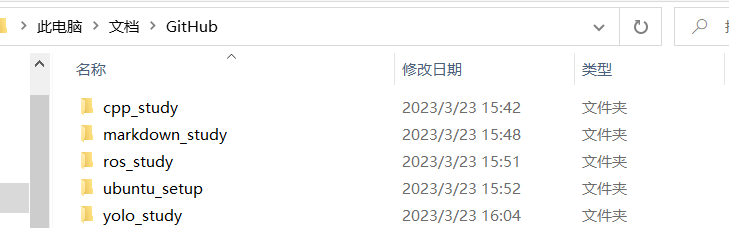 此电脑 > 文档 > GitHub
名称 修改日期 类型
cpp_study 2023/3/23 15:42 文件夹
markdown_study 2023/3/23 15:48 文件夹
ros_study 2023/3/23 15:51 文件夹
ubuntu_setup 2023/3/23 15:52 文件夹
yolo_study 2023/3/23 16:04 文件夹